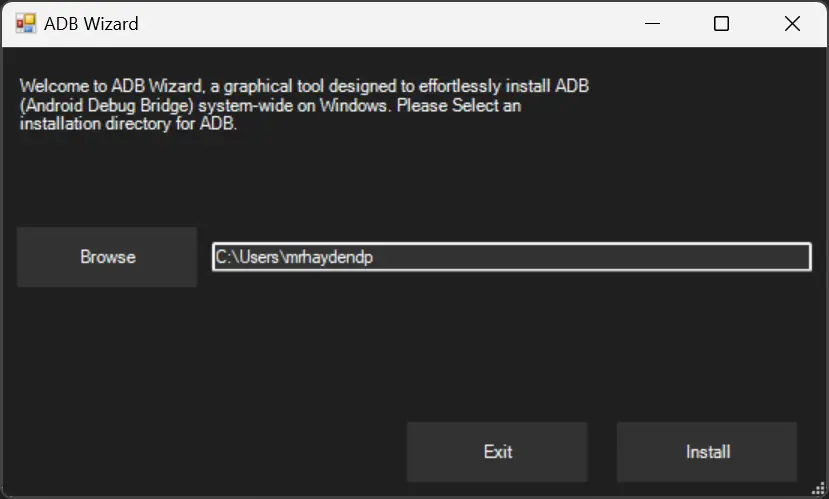 ADB Wizard
Welcome to ADB Wizard, a graphical tool designed to effortlessly install ADB
(Android Debug Bridge) system-wide on Windows. Please Select an
installation directory for ADB.
Browse
C:\Users\mrhaydendp
Exit
Install